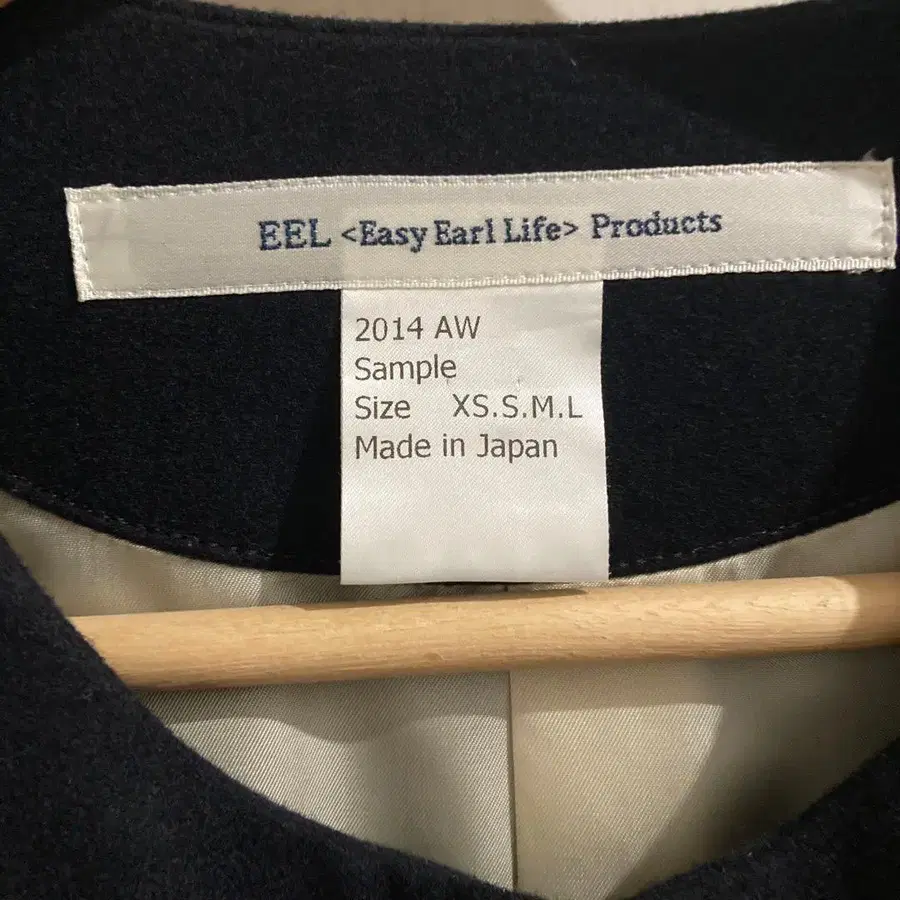 EEL <Easy Earl Life> Products
2014 AW
Sample
Size XS.S.M.L
Made in Japan